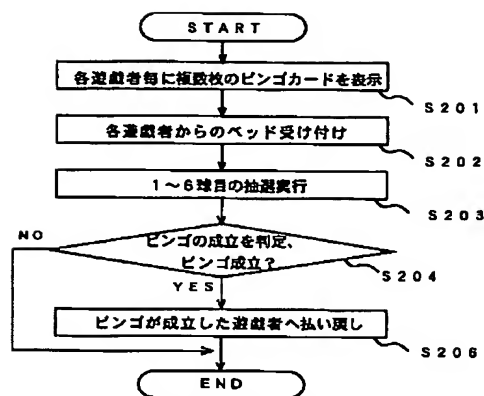 START
各遊戯者毎に複数枚のビンゴカードを表示
S201
各遊戯者からのベッド受け付け
S202
1～6球目の抽選実行
S203
NO
ビンゴの成立を判定、
ビンゴ成立？
S204
YES
ビンゴが成立した遊戯者へ払い戻し
S206
END